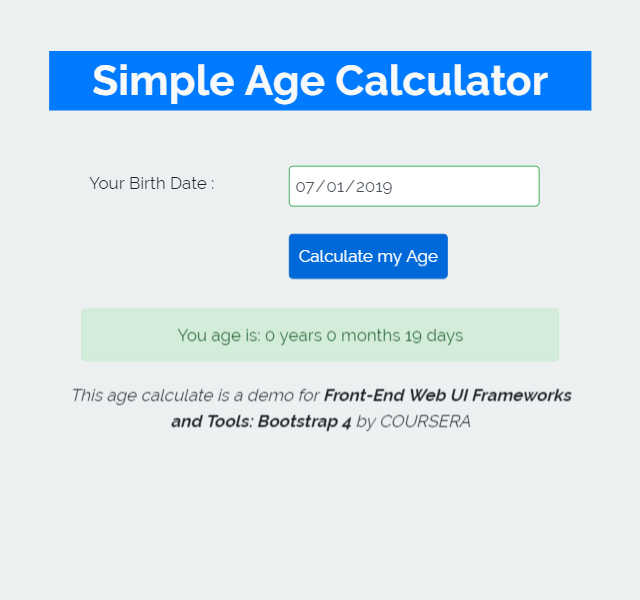 Simple Age Calculator
Your Birth Date :
07/01/2019
Calculate my Age
You age is: 0 years 0 months 19 days
This age calculate is a demo for Front-End Web UI Frameworks
and Tools: Bootstrap 4 by COURSERA